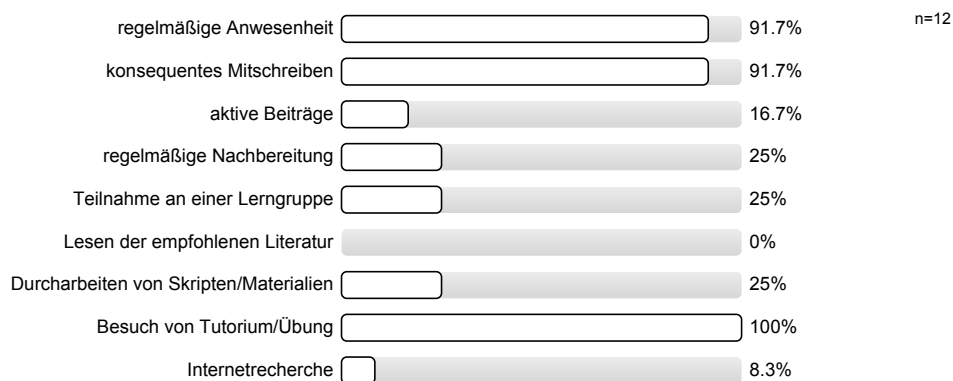 regelmäßige Anwesenheit 91.7% n=12
konsequentes Mitschreiben 91.7%
aktive Beiträge 16.7%
regelmäßige Nachbereitung 25%
Teilnahme an einer Lerngruppe 25%
Lesen der empfohlenen Literatur 0%
Durcharbeiten von Skripten/Materialien 25%
Besuch von Tutorium/Übung 100%
Internetrecherche 8.3%